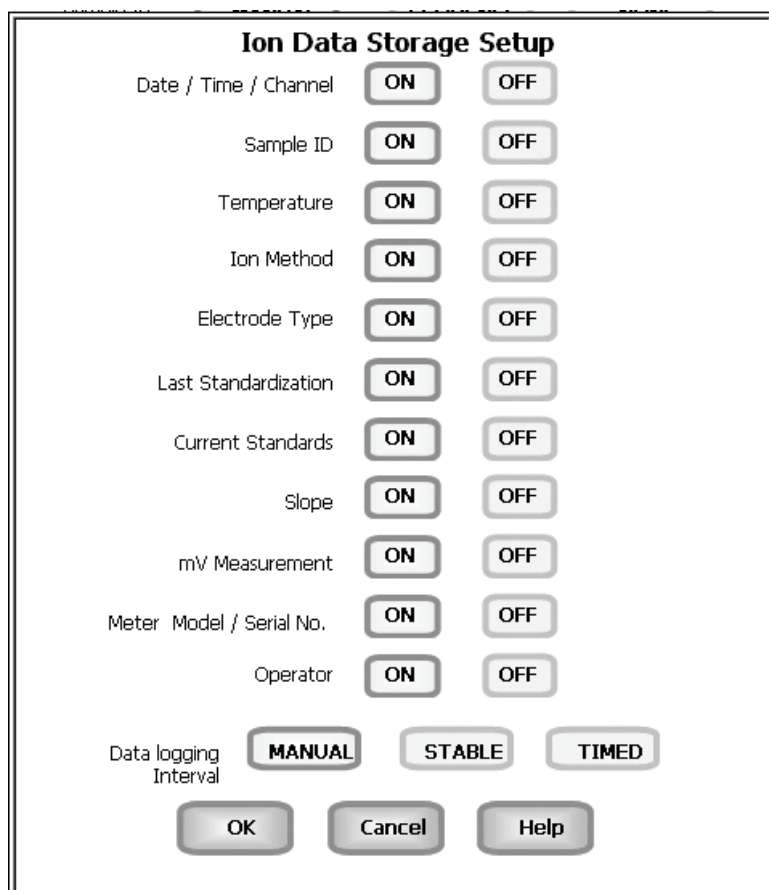 Ion Data Storage Setup
Date / Time / Channel ON OFF
Sample ID ON OFF
Temperature ON OFF
Ion Method ON OFF
Electrode Type ON OFF
Last Standardization ON OFF
Current Standards ON OFF
Slope ON OFF
mV Measurement ON OFF
Meter Model / Serial No. ON OFF
Operator ON OFF
Data logging MANUAL STABLE TIMED
Interval
OK Cancel Help